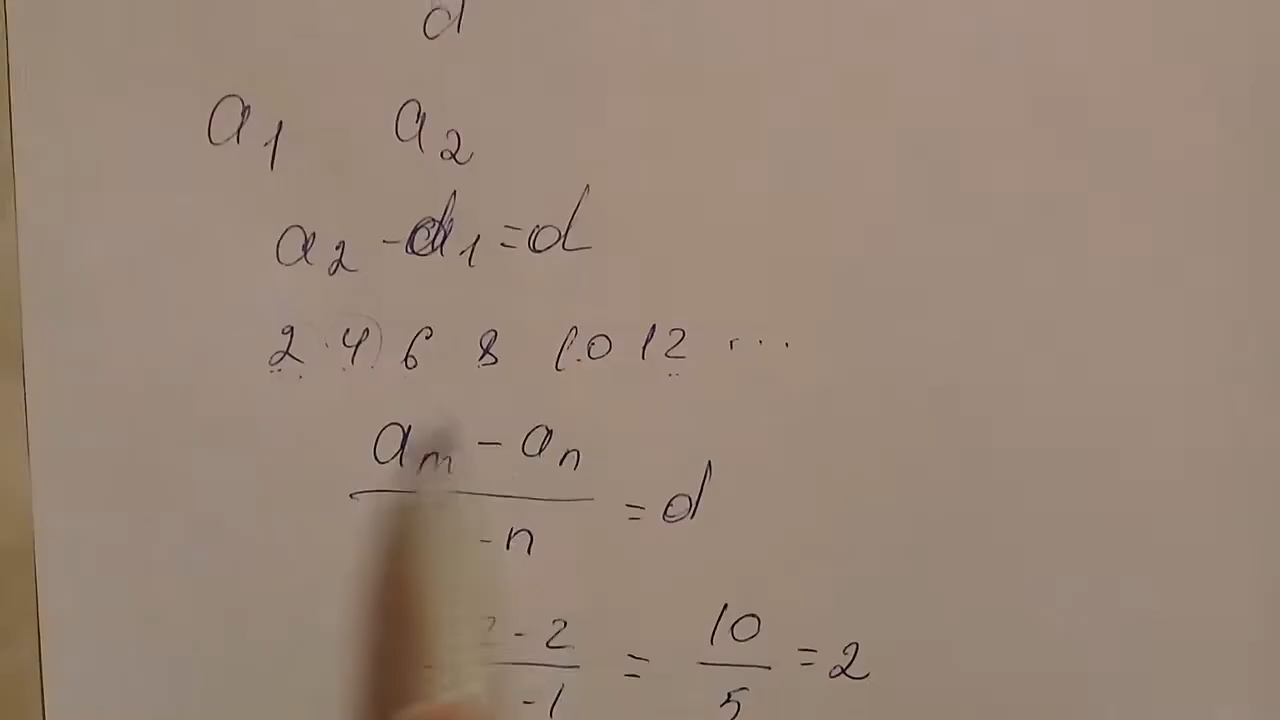 d
a₁ a₂
a₂ - a₁ = d
2 4 6 8 10 12 ...
aₘ - aₙ
- n
= d
- 2
- 1
= 10/5 = 2